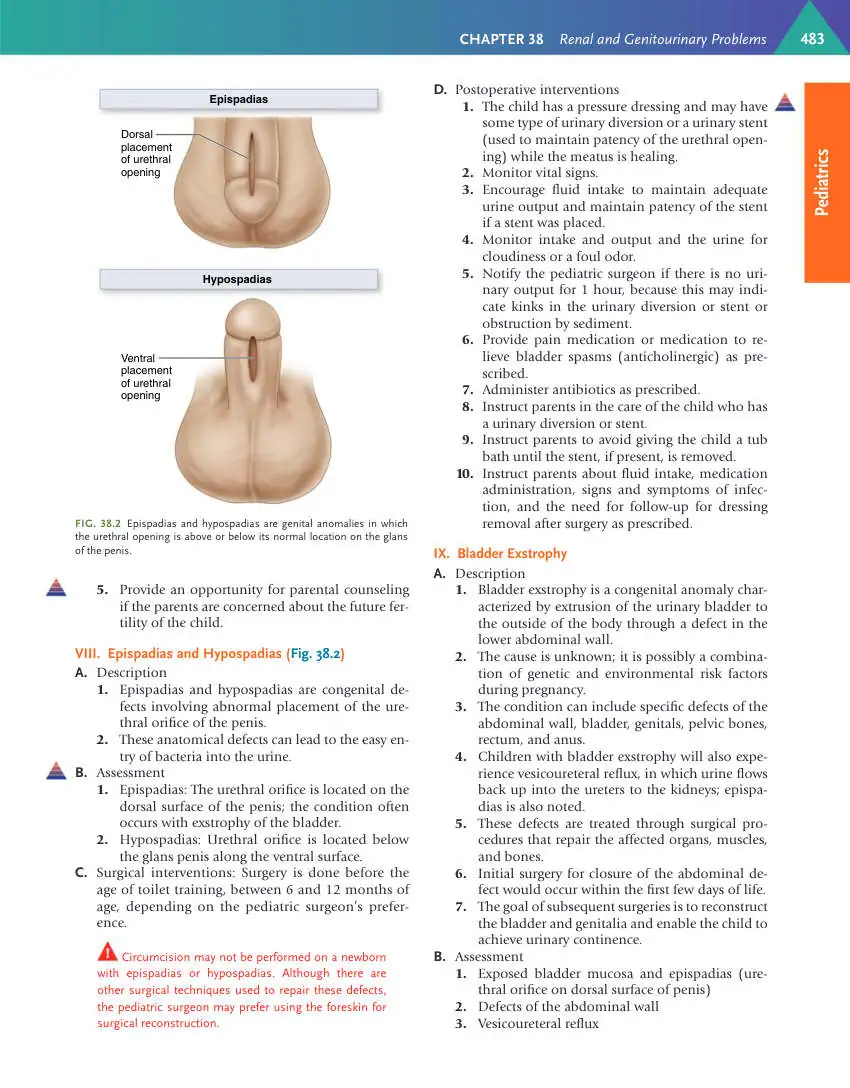 CHAPTER 38 Renal and Genitourinary Problems 483
Epispadias
Dorsal
placement
of urethral
opening
Hypospadias
Ventral
placement
of urethral
opening
FIG. 38.2 Epispadias and hypospadias are genital anomalies in which
the urethral opening is above or below its normal location on the glans
of the penis.
5. Provide an opportunity for parental counseling
if the parents are concerned about the future fer-
tility of the child.
VIII. Epispadias and Hypospadias (Fig. 38.2)
A. Description
1. Epispadias and hypospadias are congenital de-
fects involving abnormal placement of the ure-
thral orifice of the penis.
2. These anatomical defects can lead to the easy en-
try of bacteria into the urine.
B. Assessment
1. Epispadias: The urethral orifice is located on the
dorsal surface of the penis; the condition often
occurs with exstrophy of the bladder.
2. Hypospadias: Urethral orifice is located below
the glans penis along the ventral surface.
C. Surgical interventions: Surgery is done before the
age of toilet training, between 6 and 12 months of
age, depending on the pediatric surgeon's prefer-
ence.
Circumcision may not be performed on a newborn
with epispadias or hypospadias. Although there are
other surgical techniques used to repair these defects,
the pediatric surgeon may prefer using the foreskin for
surgical reconstruction.
D. Postoperative interventions
1. The child has a pressure dressing and may have
some type of urinary diversion or a urinary stent
(used to maintain patency of the urethral open-
ing) while the meatus is healing.
2. Monitor vital signs.
3. Encourage fluid intake to maintain adequate
urine output and maintain patency of the stent
if a stent was placed.
4. Monitor intake and output and the urine for
cloudiness or a foul odor.
5. Notify the pediatric surgeon if there is no uri-
nary output for 1 hour, because this may indi-
cate kinks in the urinary diversion or stent or
obstruction by sediment.
6. Provide pain medication or medication to re-
lieve bladder spasms (anticholinergic) as pre-
scribed.
7. Administer antibiotics as prescribed.
8. Instruct parents in the care of the child who has
a urinary diversion or stent.
9. Instruct parents to avoid giving the child a tub
bath until the stent, if present, is removed.
10. Instruct parents about fluid intake, medication
administration, signs and symptoms of infec-
tion, and the need for follow-up for dressing
removal after surgery as prescribed.
IX. Bladder Exstrophy
A. Description
1. Bladder exstrophy is a congenital anomaly char-
acterized by extrusion of the urinary bladder to
the outside of the body through a defect in the
lower abdominal wall.
2. The cause is unknown; it is possibly a combina-
tion of genetic and environmental risk factors
during pregnancy.
3. The condition can include specific defects of the
abdominal wall, bladder, genitals, pelvic bones,
rectum, and anus.
4. Children with bladder exstrophy will also expe-
rience vesicoureteral reflux, in which urine flows
back up into the ureters to the kidneys; epispa-
dias is also noted.
5. These defects are treated through surgical pro-
cedures that repair the affected organs, muscles,
and bones.
6. Initial surgery for closure of the abdominal de-
fect would occur within the first few days of life.
7. The goal of subsequent surgeries is to reconstruct
the bladder and genitalia and enable the child to
achieve urinary continence.
B. Assessment
1. Exposed bladder mucosa and epispadias (ure-
thral orifice on dorsal surface of penis)
2. Defects of the abdominal wall
3. Vesicoureteral reflux
Pediatrics